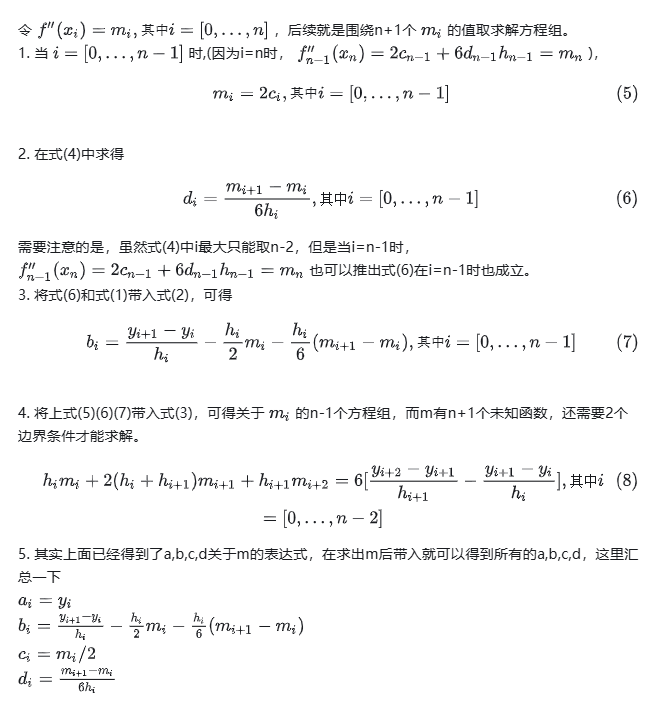 令 f''(x_i) = m_i, 其中i = [0, . . . , n] ，后续就是围绕n+1个 m_i 的值取求解方程组。
1. 当 i = [0, . . . , n − 1] 时,(因为i=n时， f''_{n−1}(x_n) = 2c_{n−1} + 6d_{n−1}h_{n−1} = m_n ),
m_i = 2c_i, 其中i = [0, . . . , n − 1] (5)
2. 在式(4)中求得
d_i = \frac{m_{i+1} − m_i}{6h_i}, 其中i = [0, . . . , n − 1] (6)
需要注意的是，虽然式(4)中i最大只能取n-2，但是当i=n-1时，
f''_{n−1}(x_n) = 2c_{n−1} + 6d_{n−1}h_{n−1} = m_n 也可以推出式(6)在i=n-1时也成立。
3. 将式(6)和式(1)带入式(2)，可得
b_i = \frac{y_{i+1} − y_i}{h_i} − \frac{h_i}{2}m_i − \frac{h_i}{6}(m_{i+1} − m_i), 其中i = [0, . . . , n − 1] (7)
4. 将上式(5)(6)(7)带入式(3)，可得关于 m_i 的n-1个方程组，而m有n+1个未知函数，还需要2个
边界条件才能求解。
h_i m_i + 2(h_i + h_{i+1})m_{i+1} + h_{i+1}m_{i+2} = 6[\frac{y_{i+2} − y_{i+1}}{h_{i+1}} − \frac{y_{i+1} − y_i}{h_i}], 其中i (8)
= [0, . . . , n − 2]
5. 其实上面已经得到了a,b,c,d关于m的表达式，在求出m后带入就可以得到所有的a,b,c,d，这里汇
总一下
a_i = y_i
b_i = \frac{y_{i+1}−y_i}{h_i} − \frac{h_i}{2}m_i − \frac{h_i}{6}(m_{i+1} − m_i)
c_i = m_i/2
d_i = \frac{m_{i+1}−m_i}{6h_i}